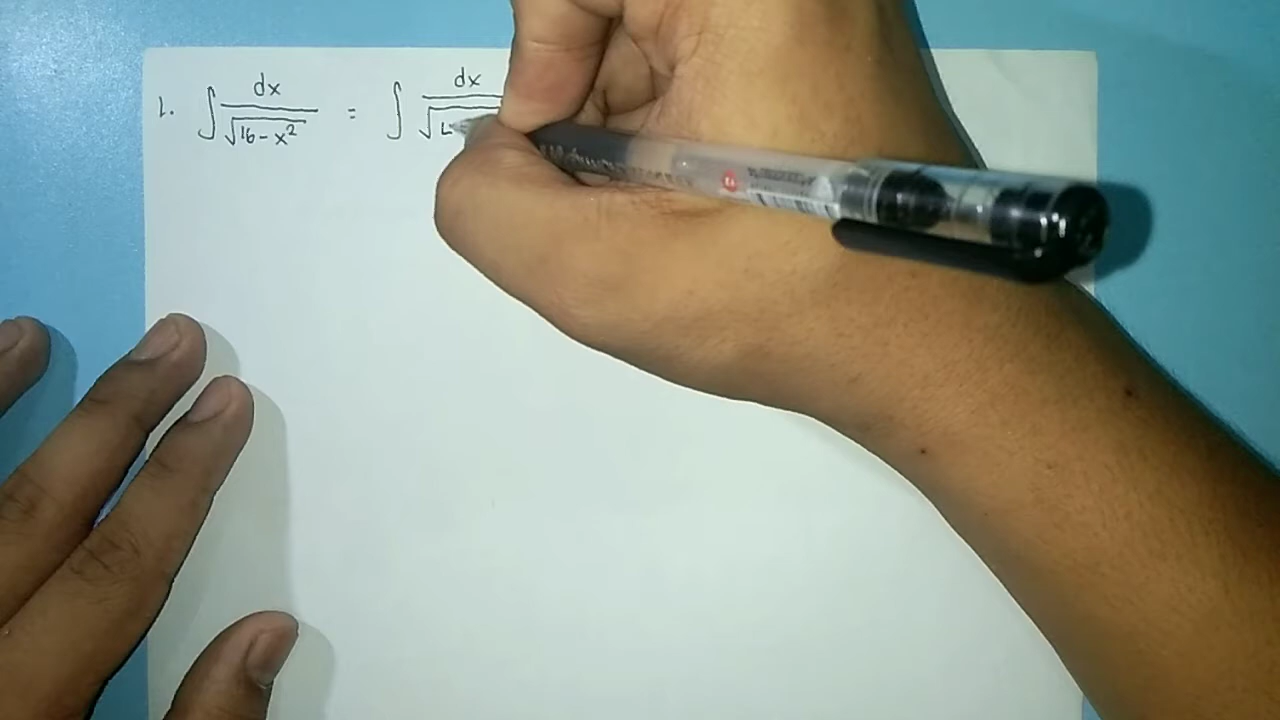 1. ∫ dx/√(16 - x²) = ∫ dx/√